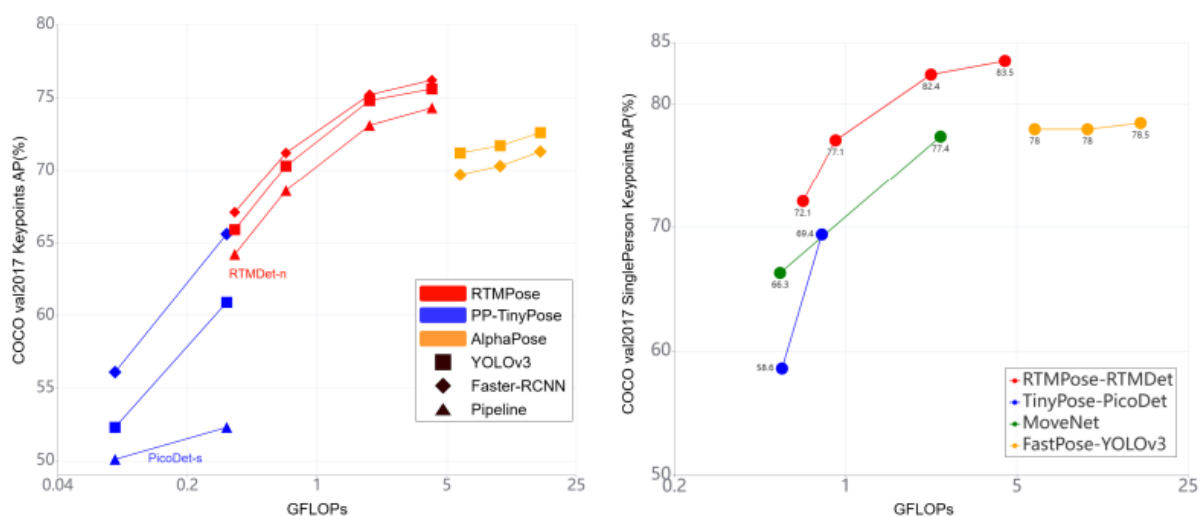 COCO val2017 Keypoints AP(%)
80
75
70
65
60
55
50
0.04
0.2
1
5
25
GFLOPs
RTMDet-n
PicoDet-s
RTMPose
PP-TinyPose
AlphaPose
YOLOv3
Faster-RCNN
Pipeline
COCO val2017 SinglePerson Keypoints AP(%)
85
80
70
60
50
0.2
1
5
25
GFLOPs
83.5
82.4
77.1
77.4
78
78
78.5
72.1
69.4
66.3
58.6
RTMPose-RTMDet
TinyPose-PicoDet
MoveNet
FastPose-YOLOv3